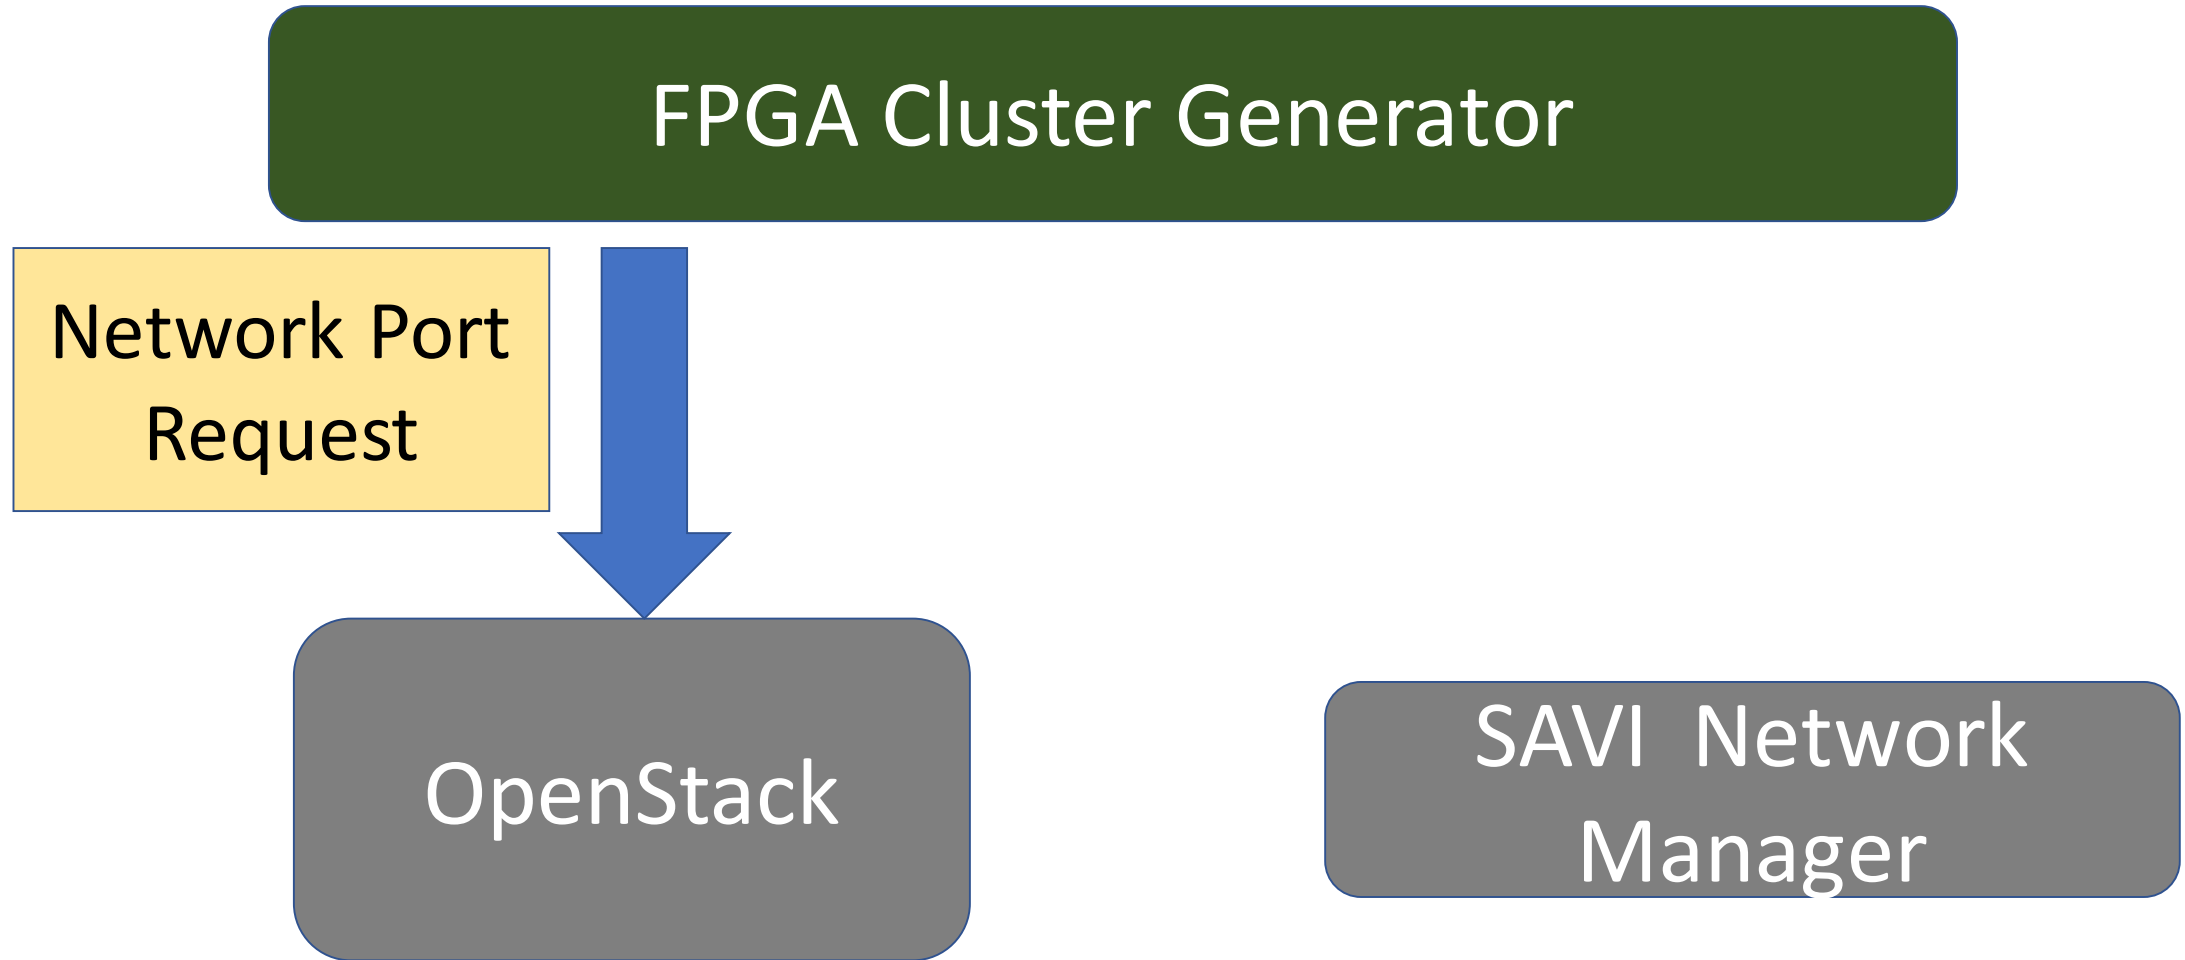 FPGA Cluster Generator
Network Port
Request
OpenStack
SAVI  Network
Manager